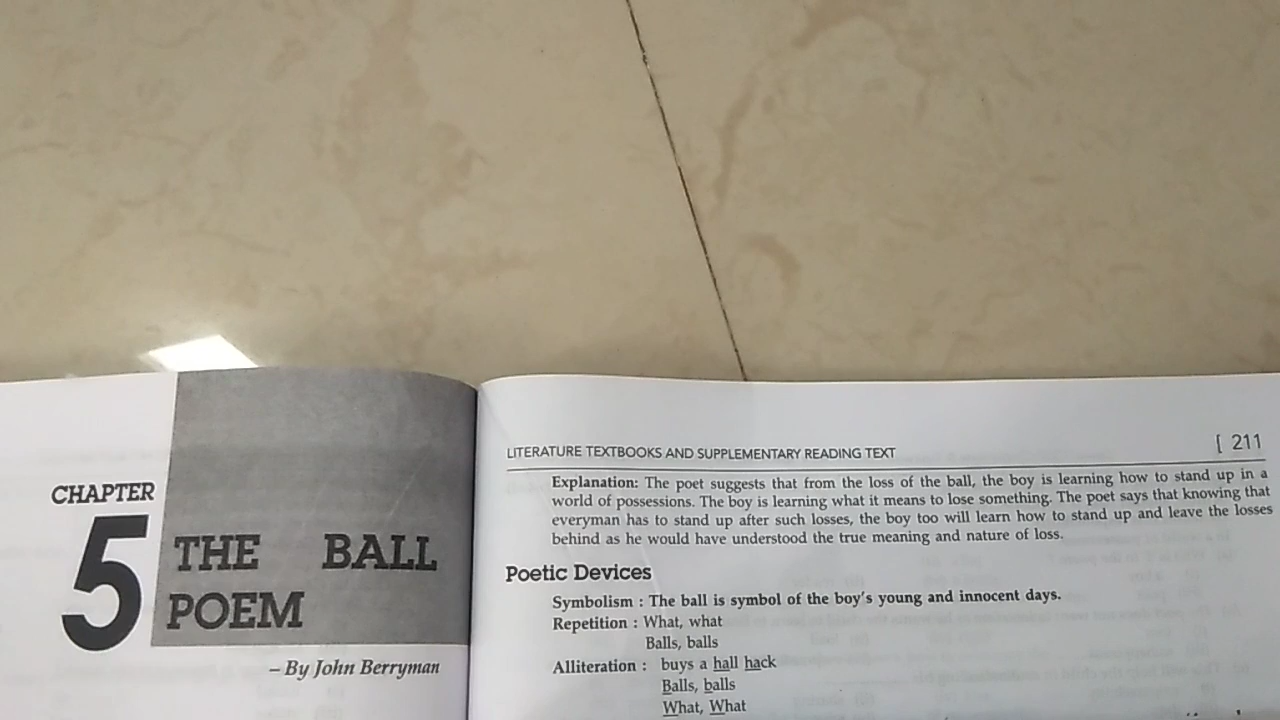 CHAPTER
5
THE BALL
POEM
– By John Berryman
LITERATURE TEXTBOOKS AND SUPPLEMENTARY READING TEXT [ 211
Explanation: The poet suggests that from the loss of the ball, the boy is learning how to stand up in a
world of possessions. The boy is learning what it means to lose something. The poet says that knowing that
everyman has to stand up after such losses, the boy too will learn how to stand up and leave the losses
behind as he would have understood the true meaning and nature of loss.
Poetic Devices
Symbolism : The ball is symbol of the boy's young and innocent days.
Repetition : What, what
Balls, balls
Alliteration : buys a hall hack
Balls, balls
What, What